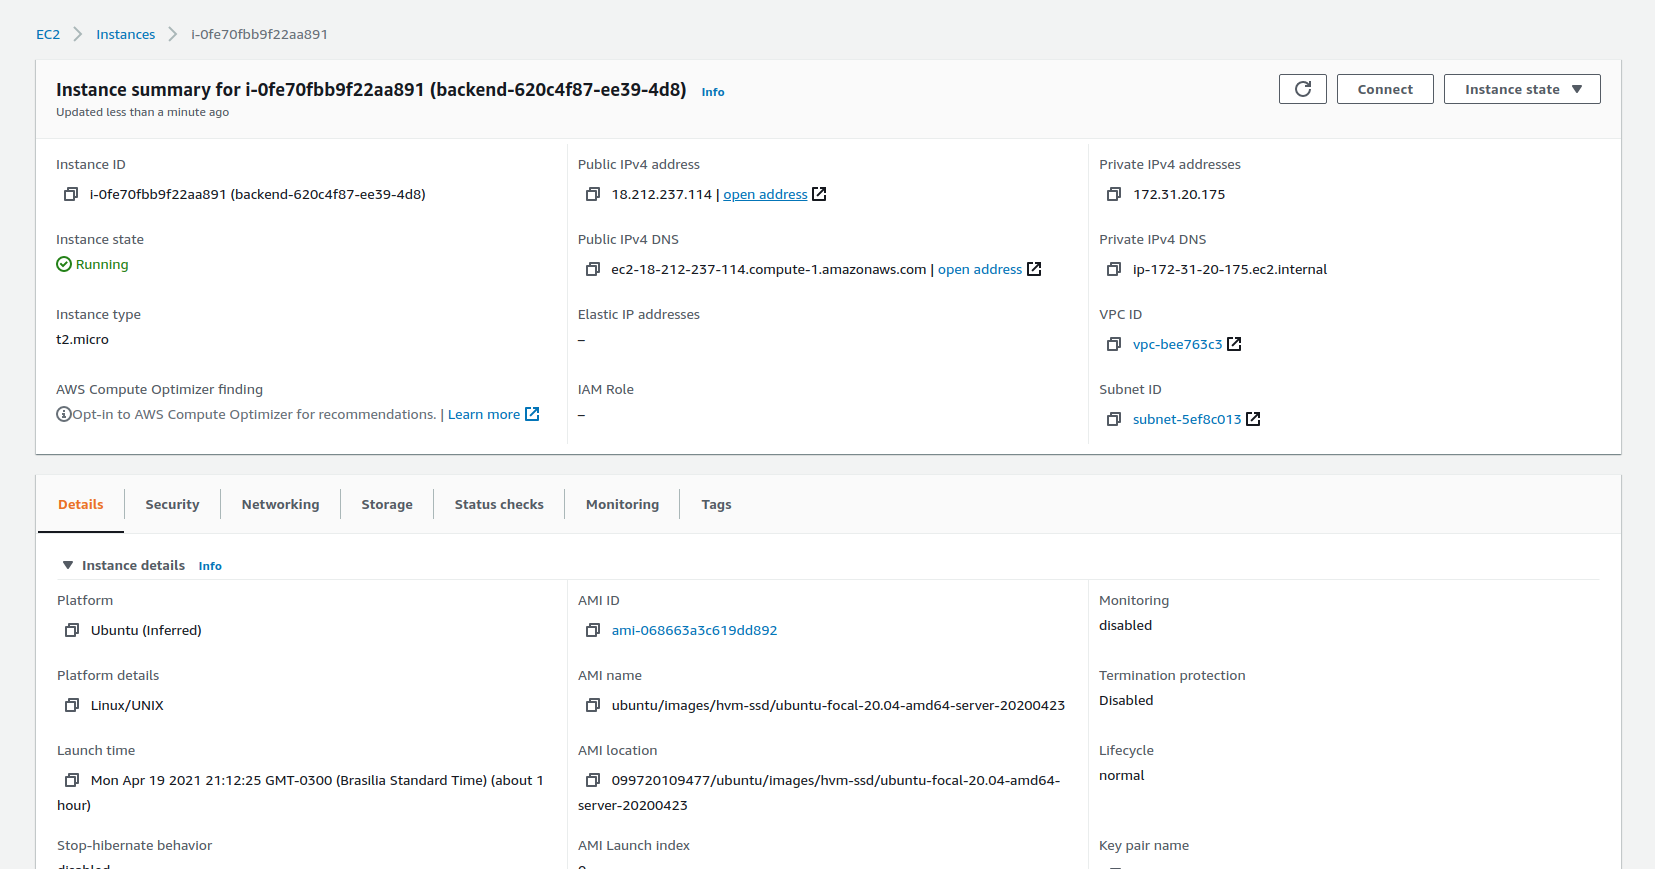 EC2 Instances i-0fe70fbb9f22aa891
Instance summary for i-0fe70fbb9f22aa891 (backend-620c4f87-ee39-4d8) Info
Updated less than a minute ago
Connect
Instance state
Instance ID
i-0fe70fbb9f22aa891 (backend-620c4f87-ee39-4d8)
Public IPv4 address
18.212.237.114 | open address
Private IPv4 addresses
172.31.20.175
Instance state
Running
Public IPv4 DNS
ec2-18-212-237-114.compute-1.amazonaws.com | open address
Private IPv4 DNS
ip-172-31-20-175.ec2.internal
Instance type
t2.micro
Elastic IP addresses
–
VPC ID
vpc-bee763c3
AWS Compute Optimizer finding
Opt-in to AWS Compute Optimizer for recommendations. | Learn more
IAM Role
–
Subnet ID
subnet-5ef8c013
Details Security Networking Storage Status checks Monitoring Tags
Instance details Info
Platform
Ubuntu (Inferred)
AMI ID
ami-068663a3c619dd892
Monitoring
disabled
Platform details
Linux/UNIX
AMI name
ubuntu/images/hvm-ssd/ubuntu-focal-20.04-amd64-server-20200423
Termination protection
Disabled
Launch time
Mon Apr 19 2021 21:12:25 GMT-0300 (Brasilia Standard Time) (about 1
hour)
AMI location
099720109477/ubuntu/images/hvm-ssd/ubuntu-focal-20.04-amd64-
server-20200423
Lifecycle
normal
Stop-hibernate behavior
AMI Launch index
Key pair name